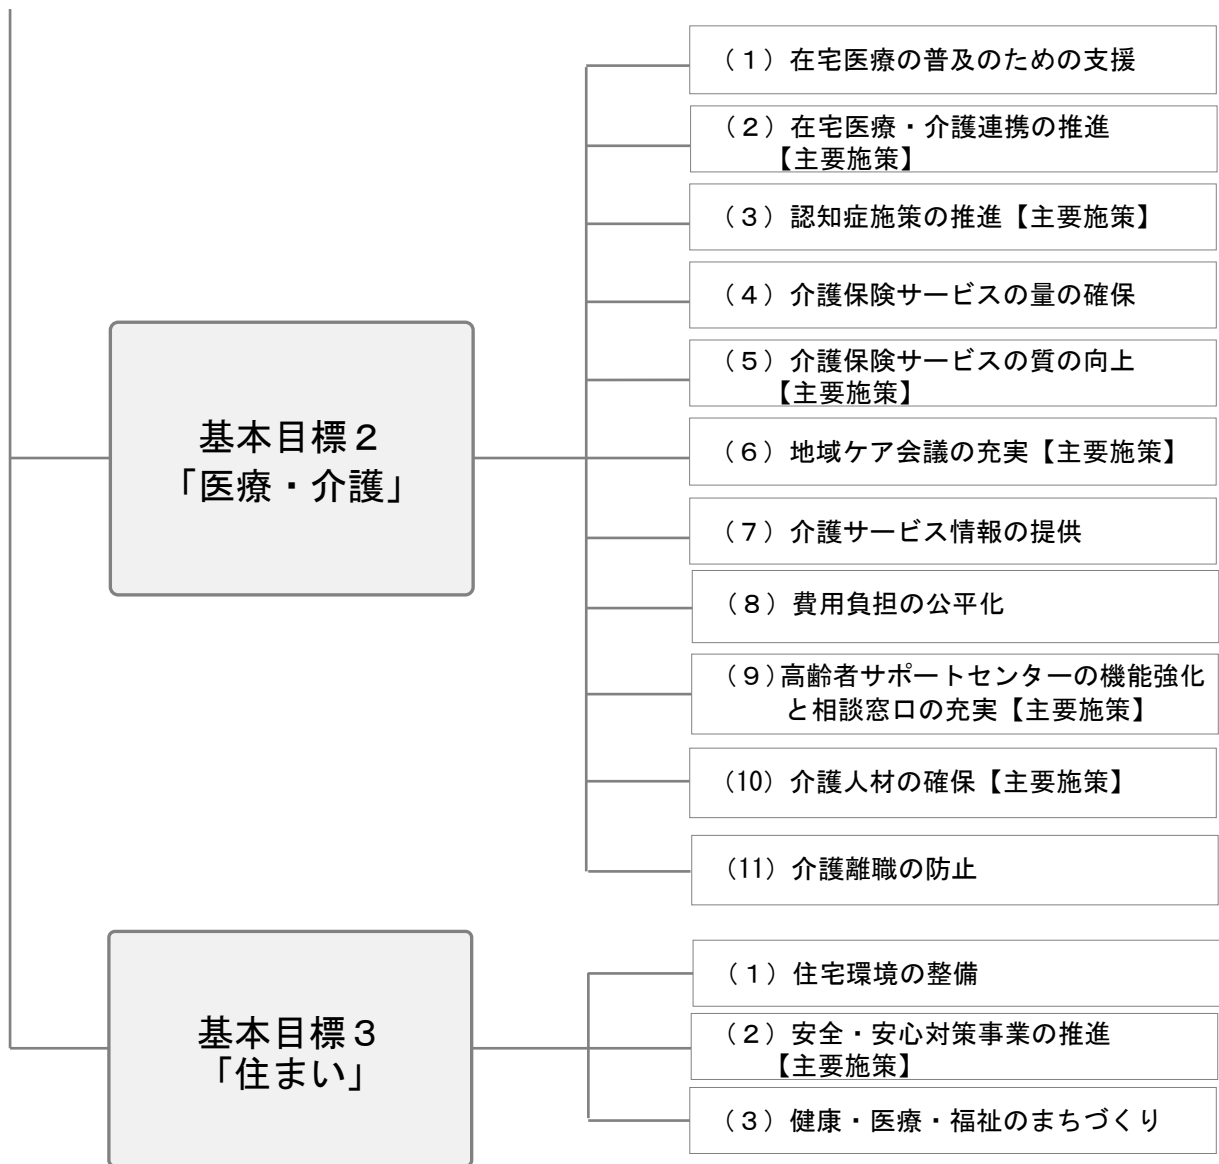 基本目標２
「医療・介護」
（１）在宅医療の普及のための支援
（２）在宅医療・介護連携の推進
【主要施策】
（３）認知症施策の推進【主要施策】
（４）介護保険サービスの量の確保
（５）介護保険サービスの質の向上
【主要施策】
（６）地域ケア会議の充実【主要施策】
（７）介護サービス情報の提供
（８）費用負担の公平化
（９）高齢者サポートセンターの機能強化
と相談窓口の充実【主要施策】
（10）介護人材の確保【主要施策】
（11）介護離職の防止
基本目標３
「住まい」
（１）住宅環境の整備
（２）安全・安心対策事業の推進
【主要施策】
（３）健康・医療・福祉のまちづくり